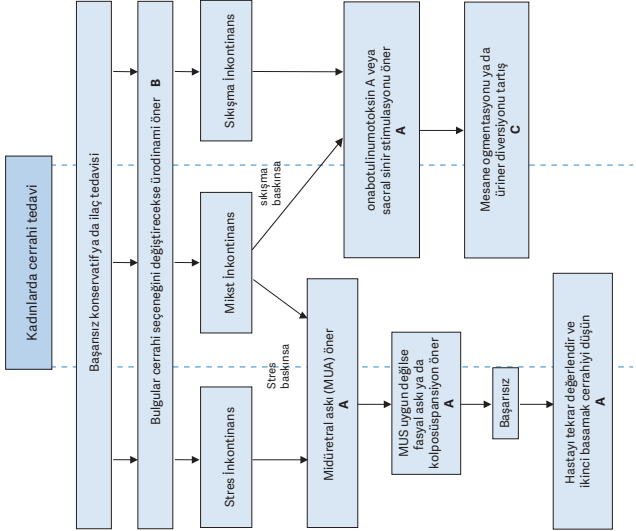 Kadınlarda cerrahi tedavi
Başarısız konservatif ya da ilaç tedavisi
Bulgular cerrahi seçeneğini değiştirecekse ürodinami öner B
Stres İnkontinans
Mikst İnkontinans
Sıkışma İnkontinans
Stres
baskınsa
sıkışma
baskınsa
Midüretral askı (MUA) öner
A
onabotulinumotoksin A veya
sacral sinir stimulasyonu öner
A
MUS uygun değilse
fasyal askı ya da
kolposüspansiyon öner
A
Mesane ogmentasyonu ya da
üriner diversiyonu tartış
C
Başarısız
Hastayı tekrar değerlendir ve
ikinci basamak cerrahiyi düşün
A